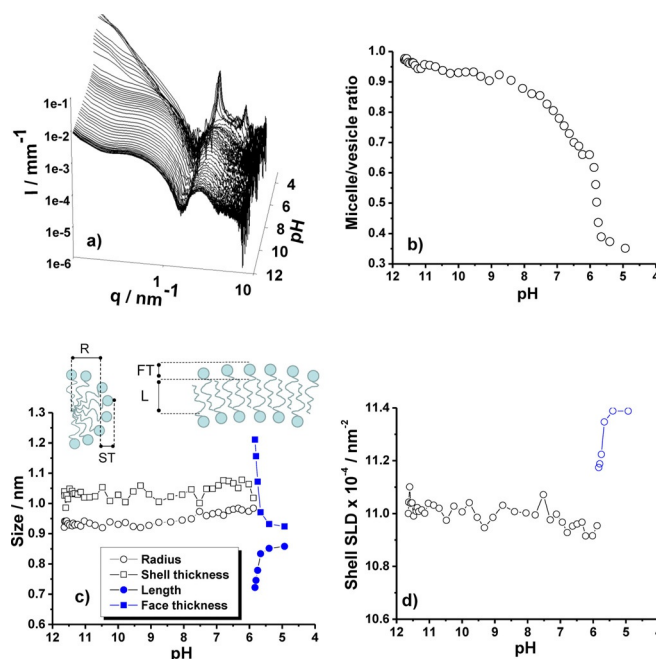 a)
I / mm-1
1e-1
1e-2
1e-3
1e-4
1e-5
1e-6
q / nm-1
1e-1
10
pH
4
6
8
10
12
b)
Micelle/vesicle ratio
1.0
0.9
0.8
0.7
0.6
0.5
0.4
0.3
12 11 10 9 8 7 6 5 4
pH
R
ST
FT
L
c)
Size / nm
1.3
1.2
1.1
1.0
0.9
0.8
0.7
0.6
Radius
Shell thickness
Length
Face thickness
12 11 10 9 8 7 6 5 4
pH
d)
Shell SLD x 10-4 / nm-2
11.4
11.2
11.0
10.8
10.6
12 11 10 9 8 7 6 5 4
pH